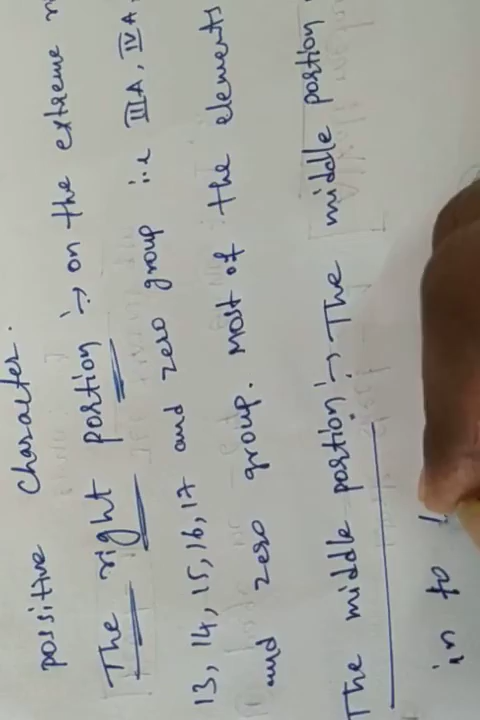 possitive character.
The right portion :→ on the extreme
13, 14, 15, 16, 17 and zero group i.e IIIA, IVA,
and zero group. Most of the elements
The middle portion :→ The middle portion
in to